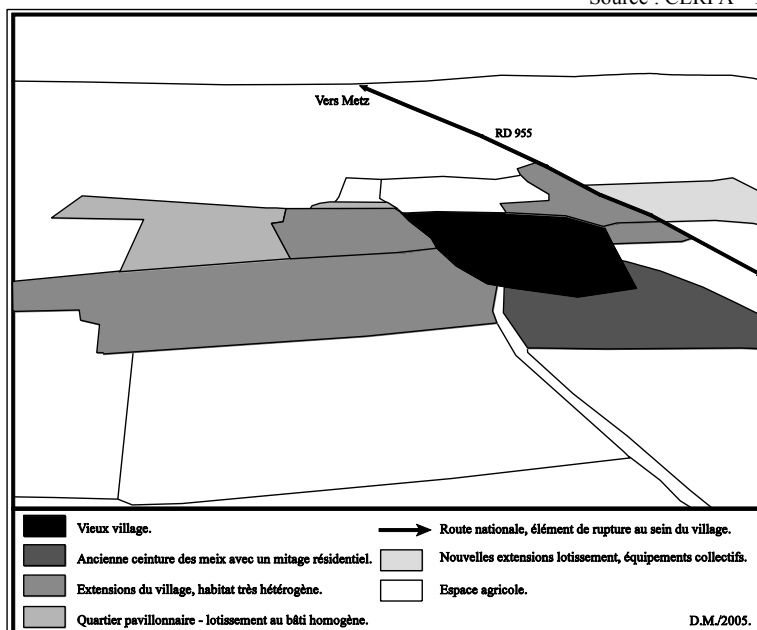 Source : CERPA
Vers Metz
RD 955
Vieux village.
Ancienne ceinture des meix avec un mitage résidentiel.
Extensions du village, habitat très hétérogène.
Quartier pavillonnaire - lotissement au bâti homogène.
Route nationale, élément de rupture au sein du village.
Nouvelles extensions lotissement, équipements collectifs.
Espace agricole.
D.M./2005.